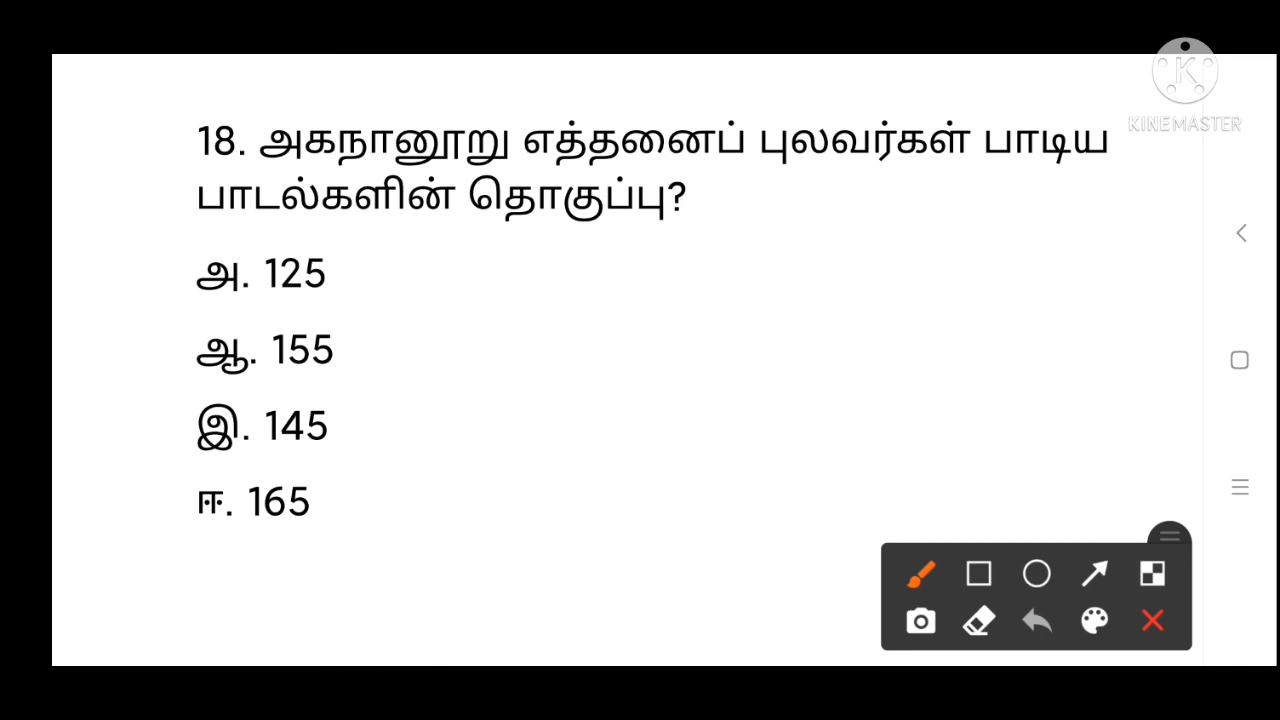 KINEMASTER
18. அகநானூறு எத்தனைப் புலவர்கள் பாடிய
பாடல்களின் தொகுப்பு?
அ. 125
ஆ. 155
இ. 145
ஈ. 165